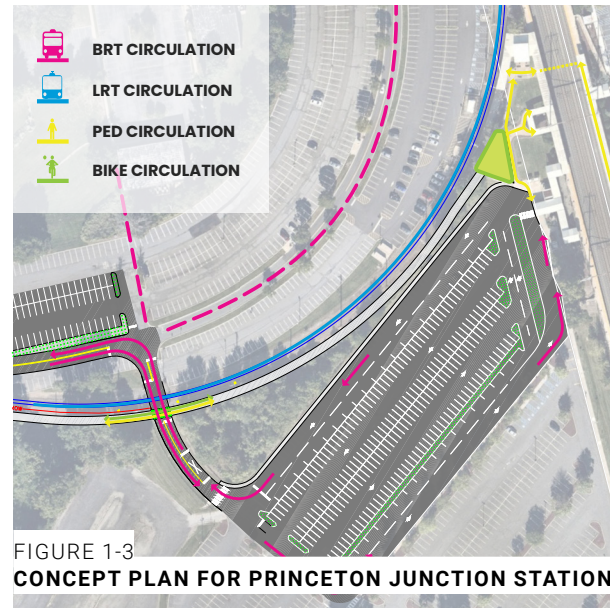 BRT CIRCULATION
LRT CIRCULATION
PED CIRCULATION
BIKE CIRCULATION
FIGURE 1-3
CONCEPT PLAN FOR PRINCETON JUNCTION STATION